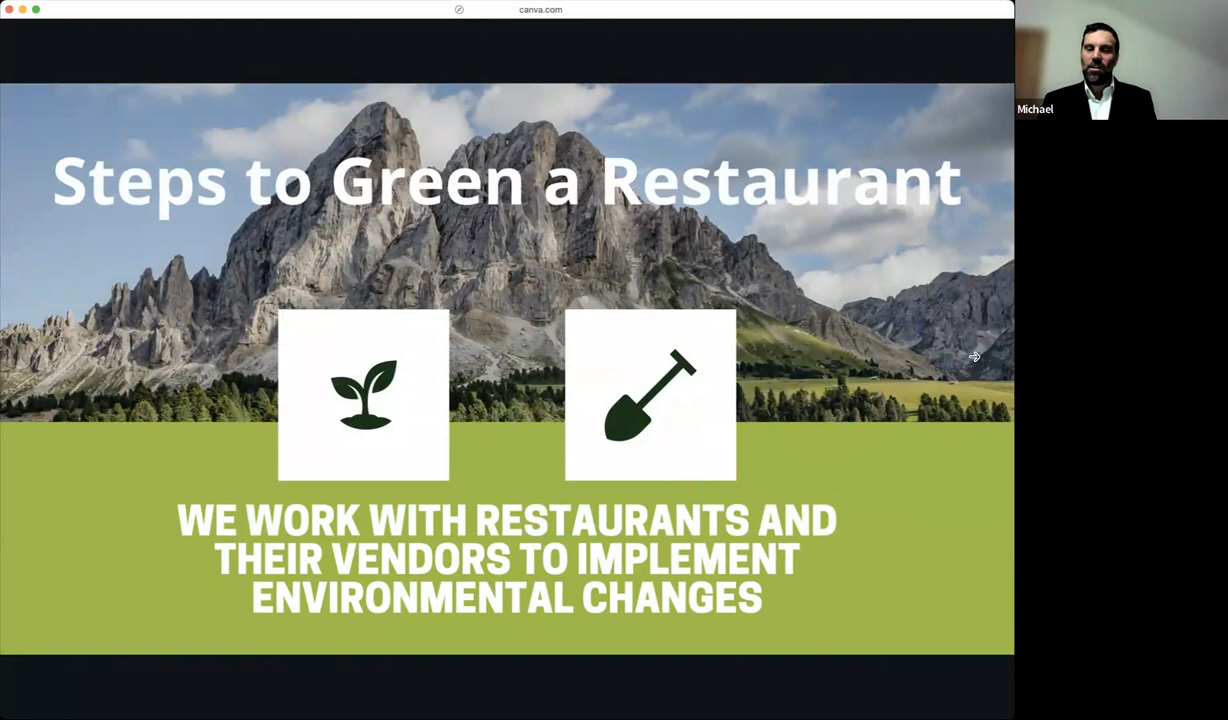 canva.com
Michael
Steps to Green a Restaurant
WE WORK WITH RESTAURANTS AND
THEIR VENDORS TO IMPLEMENT
ENVIRONMENTAL CHANGES